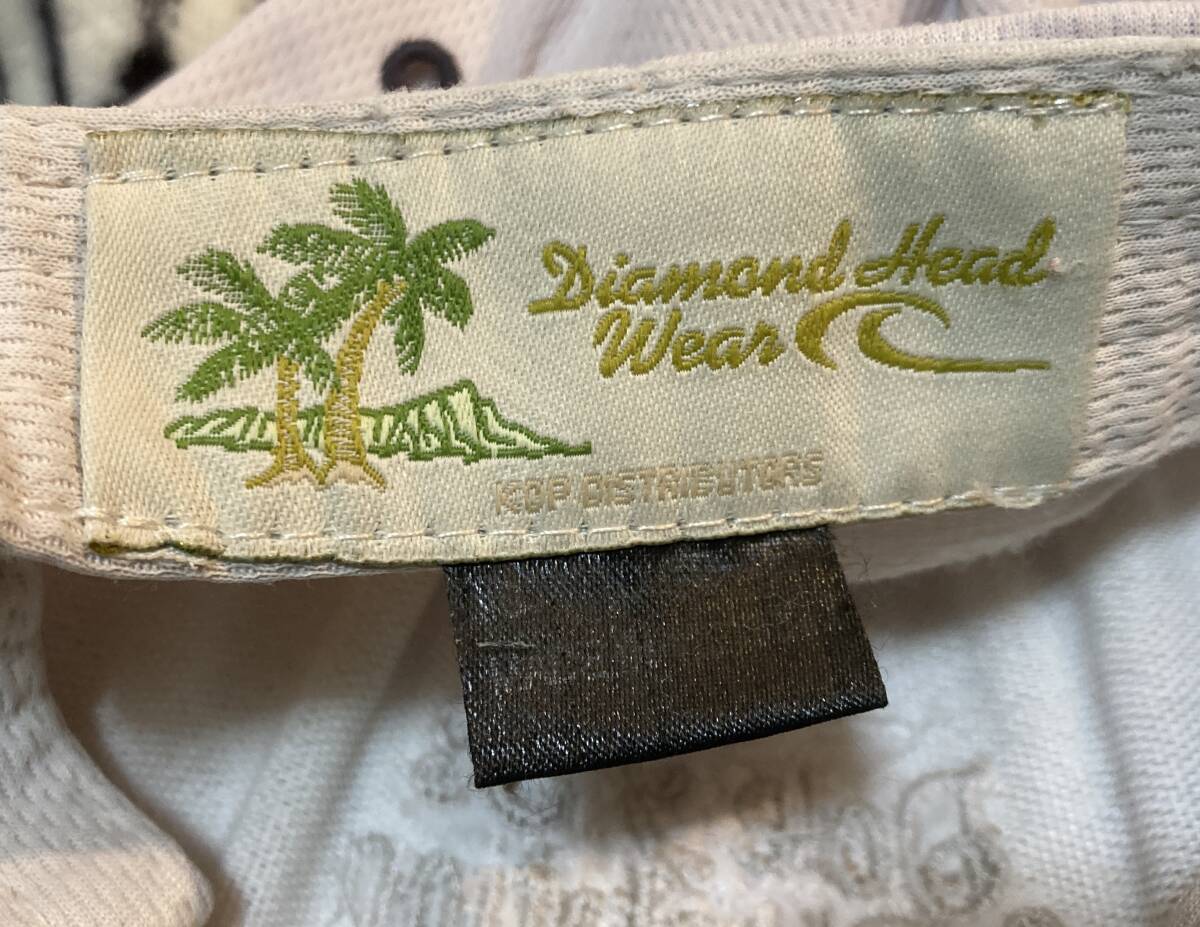 Diamond Head
Wear
KDP DISTRIBUTORS